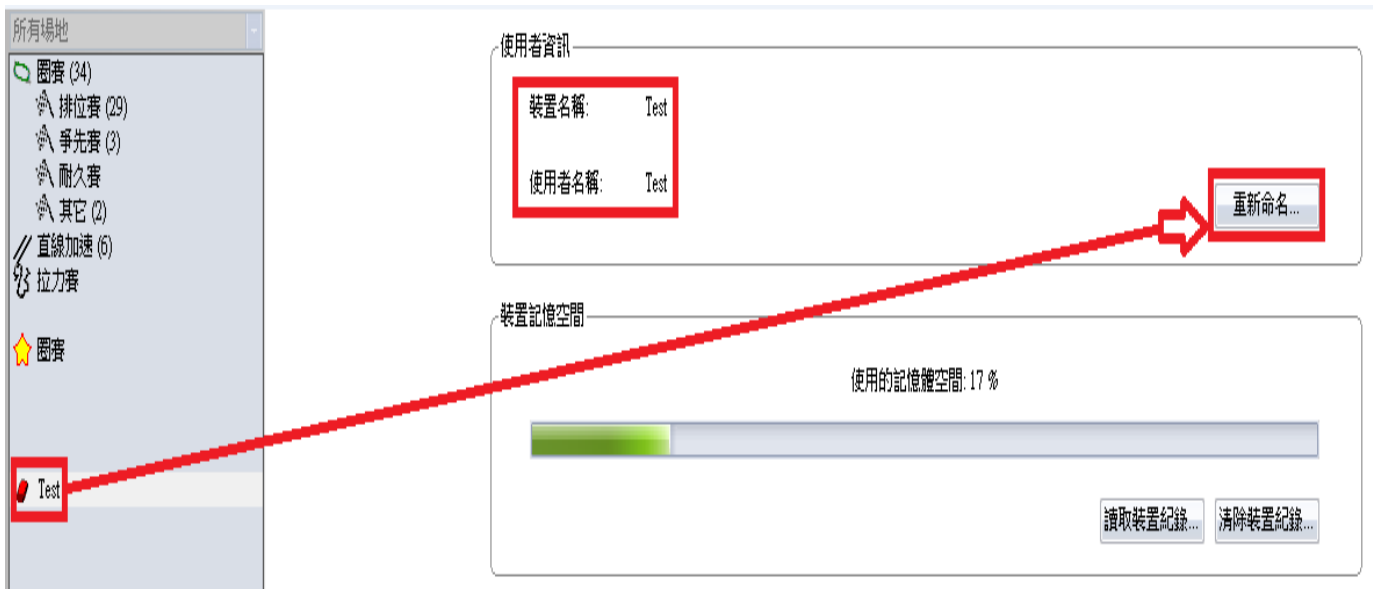 所有場地
圈賽 (34)
排位賽 (29)
爭先賽 (3)
耐久賽
其它 (2)
直線加速 (6)
拉力賽
圈賽
Test
使用者資訊
裝置名稱: Test
使用者名稱: Test
重新命名...
裝置記憶空間
使用的記憶體空間: 17 %
讀取裝置紀錄...
清除裝置紀錄...